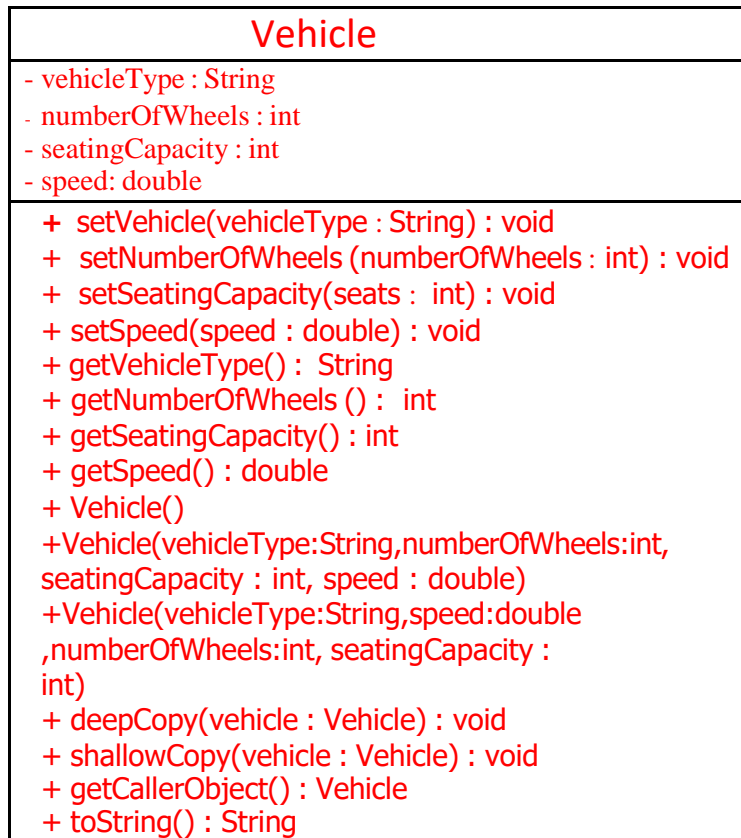 Vehicle
- vehicleType : String
- numberOfWheels : int
- seatingCapacity : int
- speed: double
+ setVehicle(vehicleType : String) : void
+ setNumberOfWheels (numberOfWheels : int) : void
+ setSeatingCapacity(seats : int) : void
+ setSpeed(speed : double) : void
+ getVehicleType() : String
+ getNumberOfWheels () : int
+ getSeatingCapacity() : int
+ getSpeed() : double
+ Vehicle()
+Vehicle(vehicleType:String,numberOfWheels:int,
seatingCapacity : int, speed : double)
+Vehicle(vehicleType:String,speed:double
,numberOfWheels:int, seatingCapacity :
int)
+ deepCopy(vehicle : Vehicle) : void
+ shallowCopy(vehicle : Vehicle) : void
+ getCallerObject() : Vehicle
+ toString() : String